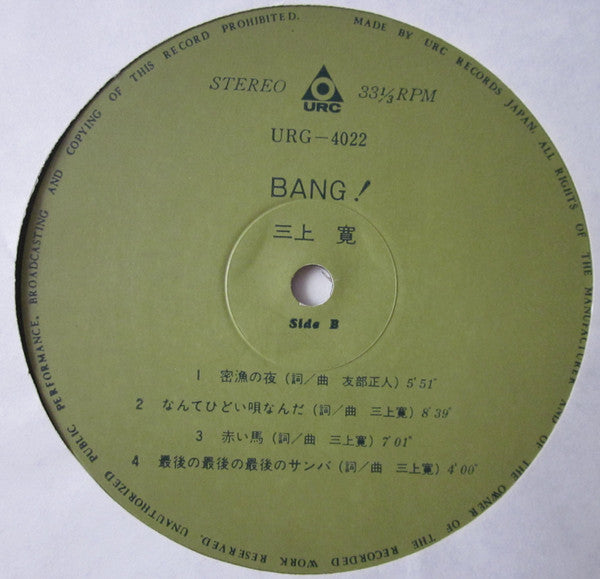 MADE BY URC RECORDS JAPAN. ALL RIGHTS OF THE MANUFACTURER AND OF THE OWNER OF THE RECORDED WORK RESERVED. UNAUTHORIZED PUBLIC PERFORMANCE, BROADCASTING AND COPYING OF THIS RECORD PROHIBITED.
STEREO URC 33⅓RPM
URG-4022
BANG!
三上 寛
Side B
1 密漁の夜 (詞/曲 友部正人) 5'51"
2 なんてひどい唄なんだ (詞/曲 三上寛) 8'39"
3 赤い馬 (詞/曲 三上寛) 7'01"
4 最後の最後の最後のサンバ (詞/曲 三上寛) 4'00"